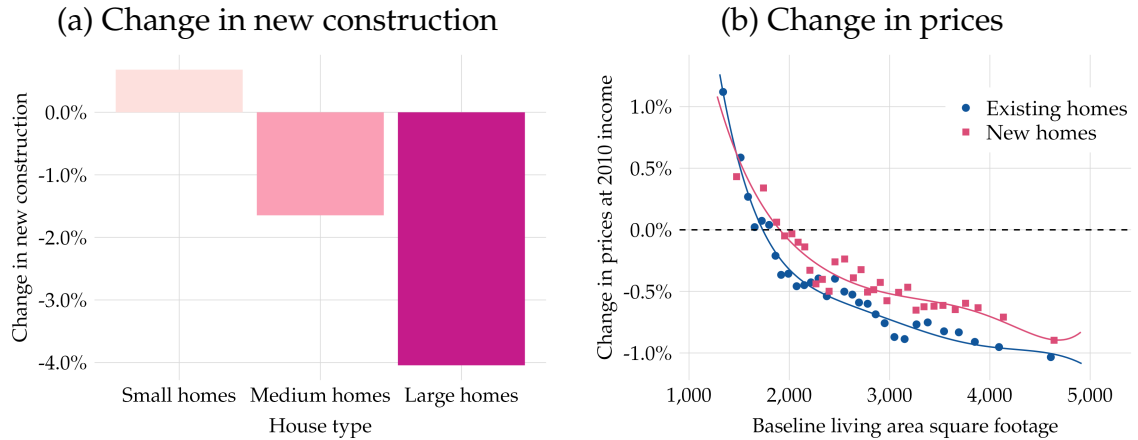 (a) Change in new construction
Change in new construction
0.0%
-1.0%
-2.0%
-3.0%
-4.0%
Small homes
Medium homes
Large homes
House type
(b) Change in prices
Change in prices at 2010 income
1.0%
0.5%
0.0%
-0.5%
-1.0%
Existing homes
New homes
1,000
2,000
3,000
4,000
5,000
Baseline living area square footage